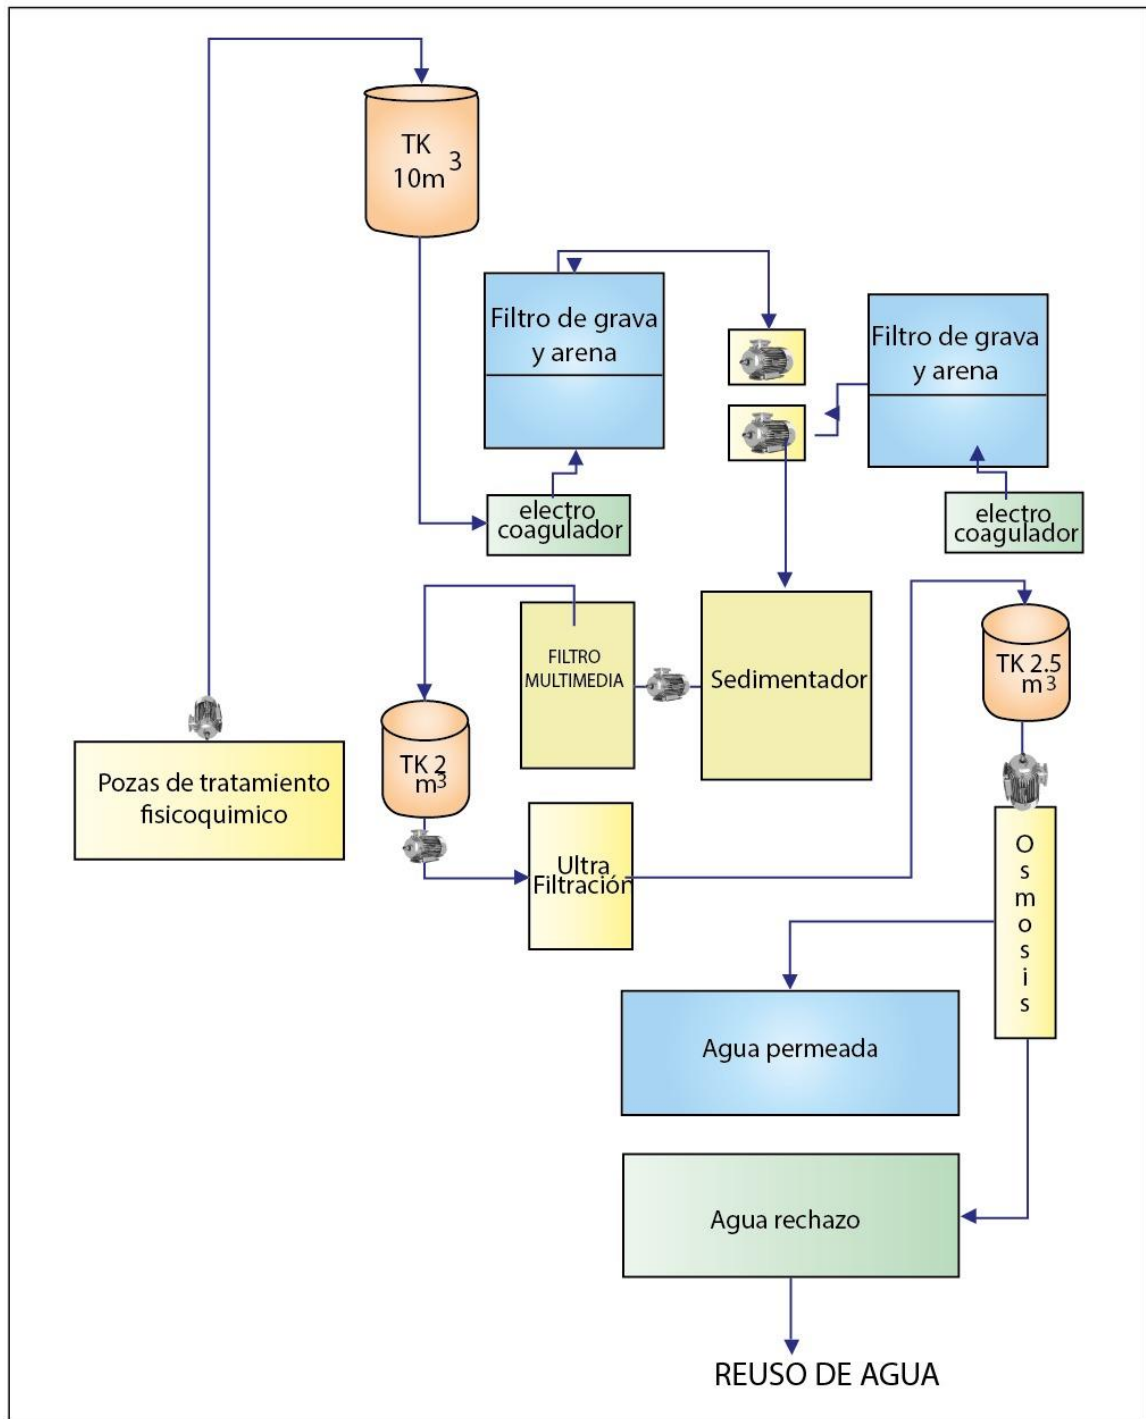 TK
10m 3
Filtro de grava
y arena
Filtro de grava
y arena
electro
coagulador
electro
coagulador
FILTRO
MULTIMEDIA
Sedimentador
TK 2.5
m 3
Pozas de tratamiento
fisicoquimico
TK 2
m3
Ultra
Filtración
O
s
m
o
s
i
s
Agua permeada
Agua rechazo
REUSO DE AGUA